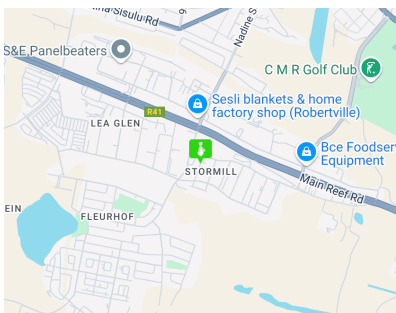 ina Sisulu Rd
Nadine S
S&E Panelbeaters
C M R Golf Club
Sesli blankets & home
factory shop (Robertville)
R41
LEA GLEN
Bce Foodserv
Equipment
STORMILL
Main Reef Rd
EIN
FLEURHOF